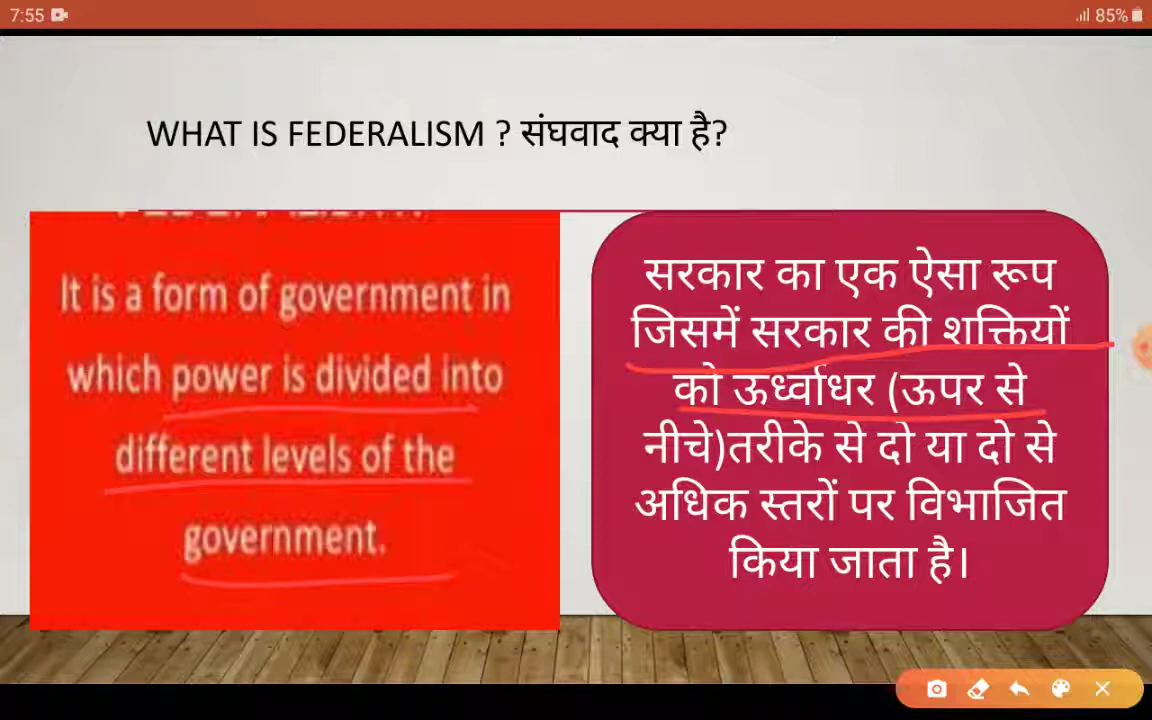 7:55
85%
WHAT IS FEDERALISM ? संघवाद क्या है?
It is a form of government in
which power is divided into
different levels of the
government.
सरकार का एक ऐसा रूप
जिसमें सरकार की शक्तियों
को ऊर्ध्वाधर (ऊपर से
नीचे)तरीके से दो या दो से
अधिक स्तरों पर विभाजित
किया जाता है।